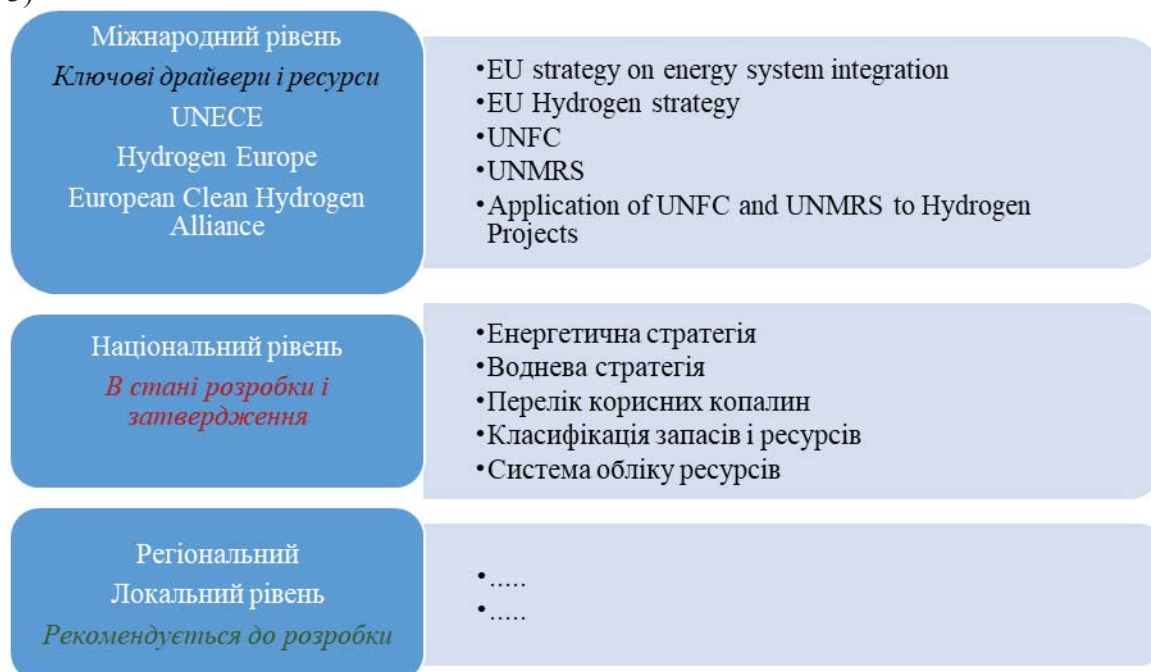 3)
Міжнародний рівень
Ключові драйвери і ресурси
UNECE
Hydrogen Europe
European Clean Hydrogen
Alliance
•EU strategy on energy system integration
•EU Hydrogen strategy
•UNFC
•UNMRS
•Application of UNFC and UNMRS to Hydrogen
Projects
Національний рівень
В стані розробки і
затвердження
•Енергетична стратегія
•Воднева стратегія
•Перелік корисних копалин
•Класифікація запасів і ресурсів
•Система обліку ресурсів
Регіональний
Локальний рівень
Рекомендується до розробки
•.....
•.....